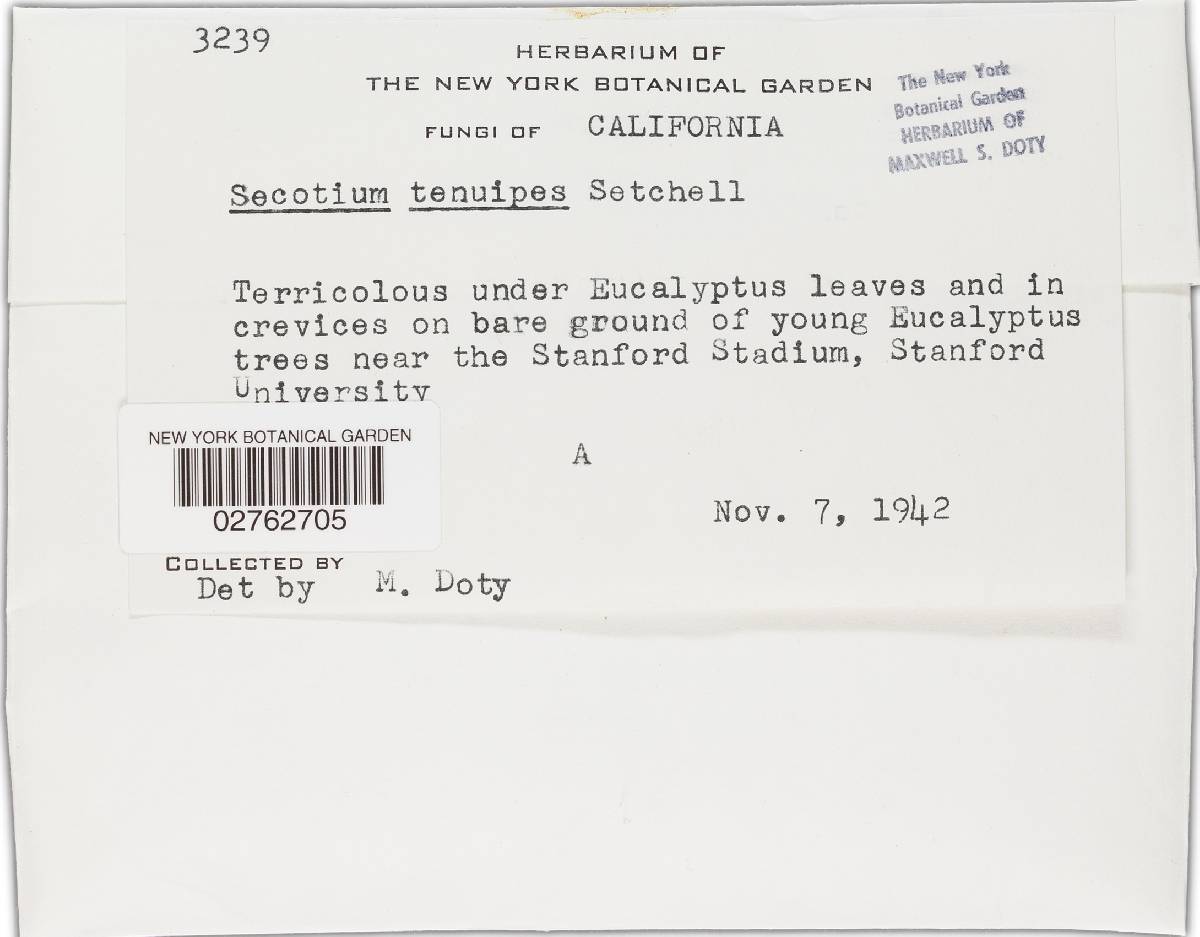 3239
HERBARIUM OF
THE NEW YORK BOTANICAL GARDEN
FUNGI OF CALIFORNIA
The New York
Botanical Garden
HERBARIUM OF
MAXWELL S. DOTY
Secotium tenuipes Setchell
Terricolous under Eucalyptus leaves and in
crevices on bare ground of young Eucalyptus
trees near the Stanford Stadium, Stanford
University
NEW YORK BOTANICAL GARDEN
02762705
A
Nov. 7, 1942
COLLECTED BY
Det by M. Doty